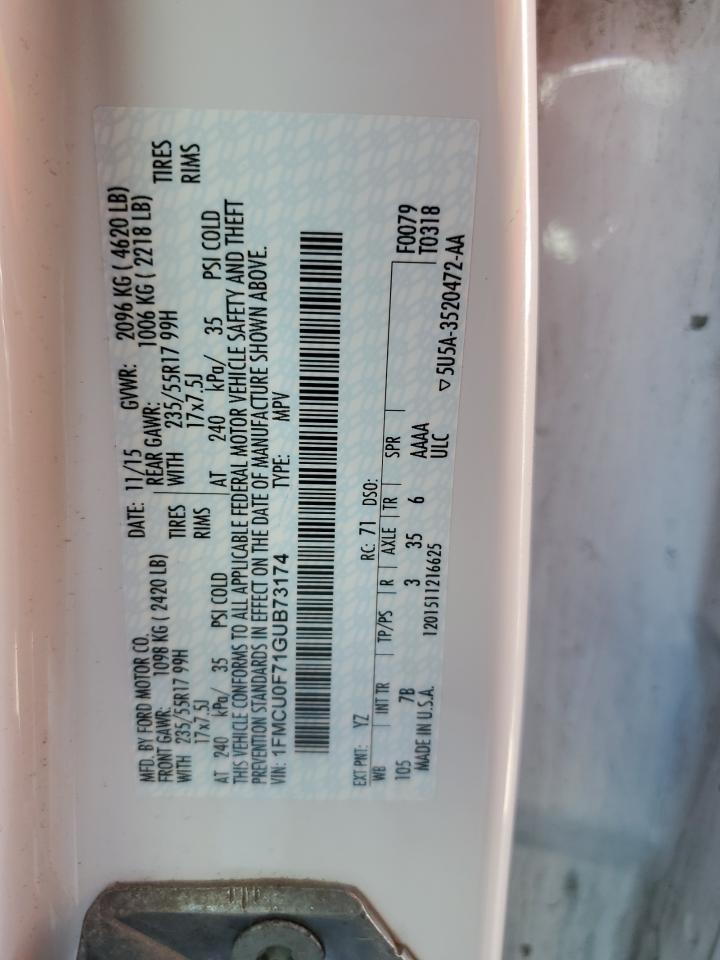 MFD. BY FORD MOTOR CO.
DATE: 11/15 GVWR: 2096 KG ( 4620 LB)
FRONT GAWR: 1098 KG ( 2420 LB)
REAR GAWR: 1006 KG ( 2218 LB)
WITH 235/55R17 99H TIRES
WITH 235/55R17 99H TIRES
17x7.5J RIMS
17x7.5J RIMS
AT 240 kPa/ 35 PSI COLD
AT 240 kPa/ 35 PSI COLD
THIS VEHICLE CONFORMS TO ALL APPLICABLE FEDERAL MOTOR VEHICLE SAFETY AND THEFT
PREVENTION STANDARDS IN EFFECT ON THE DATE OF MANUFACTURE SHOWN ABOVE.
VIN: 1FMCU0F71GUB73174 TYPE: MPV
EXT PNT: YZ RC: 71 DSO:
WB INT TR TP/PS R AXLE TR SPR F0079
105 7B 3 35 6 AAAA T0318
MADE IN U.S.A. 1201511216625 ULC ▽5U5A-3520472-AA